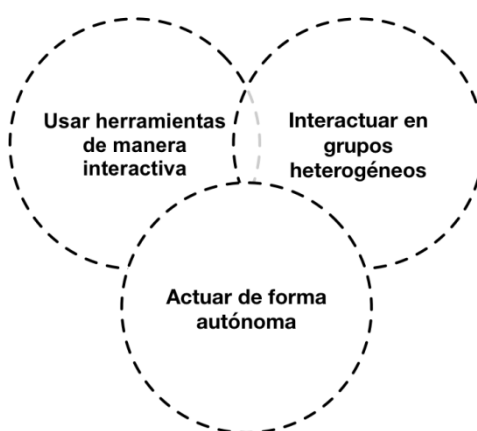 Usar herramientas
de manera
interactiva
Interactuar en
grupos
heterogéneos
Actuar de forma
autónoma